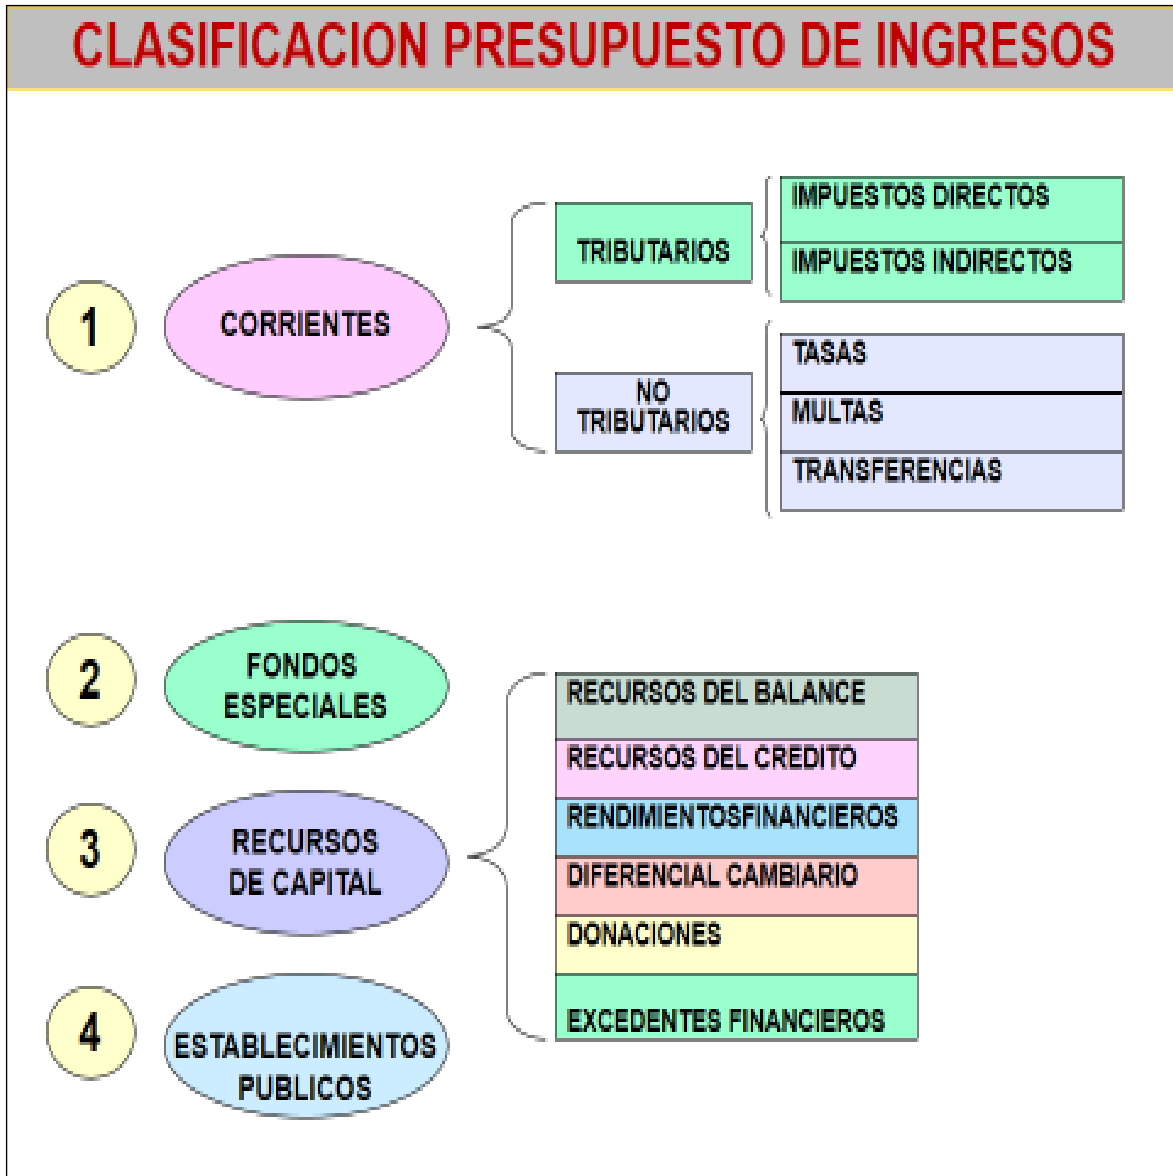 CLASIFICACION PRESUPUESTO DE INGRESOS
1
CORRIENTES
TRIBUTARIOS
IMPUESTOS DIRECTOS
IMPUESTOS INDIRECTOS
NO
TRIBUTARIOS
TASAS
MULTAS
TRANSFERENCIAS
2
FONDOS
ESPECIALES
3
RECURSOS
DE CAPITAL
RECURSOS DEL BALANCE
RECURSOS DEL CREDITO
RENDIMIENTOSFINANCIEROS
DIFERENCIAL CAMBIARIO
DONACIONES
EXCEDENTES FINANCIEROS
4
ESTABLECIMIENTOS
PUBLICOS